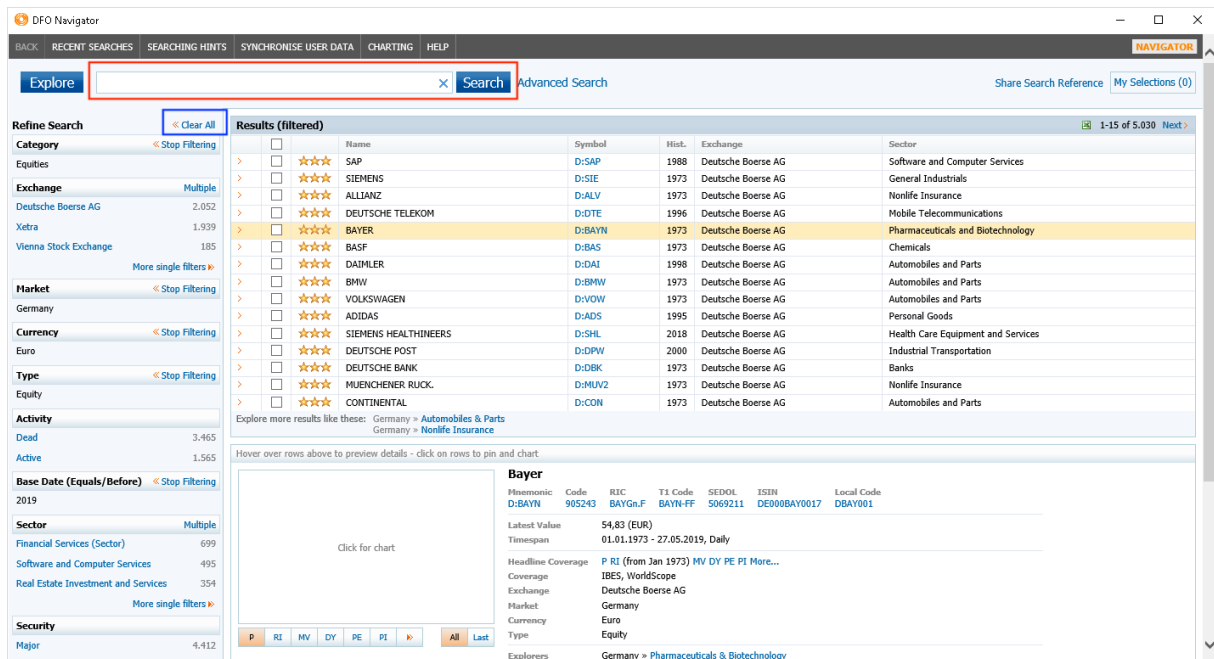 DFO Navigator
BACK RECENT SEARCHES SEARCHING HINTS SYNCHRONISE USER DATA CHARTING HELP NAVIGATOR
Explore Search Advanced Search Share Search Reference My Selections (0)
Refine Search « Clear All
Category « Stop Filtering
Equities
Exchange Multiple
Deutsche Boerse AG 2.052
Xetra 1.939
Vienna Stock Exchange 185
More single filters »
Market « Stop Filtering
Germany
Currency « Stop Filtering
Euro
Type « Stop Filtering
Equity
Activity
Dead 3.465
Active 1.565
Base Date (Equals/Before) « Stop Filtering
2019
Sector Multiple
Financial Services (Sector) 699
Software and Computer Services 495
Real Estate Investment and Services 354
More single filters »
Security
Major 4.412
Results (filtered) 1-15 of 5.030 Next >
Name Symbol Hist. Exchange Sector
SAP D:SAP 1988 Deutsche Boerse AG Software and Computer Services
SIEMENS D:SIE 1973 Deutsche Boerse AG General Industrials
ALLIANZ D:ALV 1973 Deutsche Boerse AG Nonlife Insurance
DEUTSCHE TELEKOM D:DTE 1996 Deutsche Boerse AG Mobile Telecommunications
BAYER D:BAYN 1973 Deutsche Boerse AG Pharmaceuticals and Biotechnology
BASF D:BAS 1973 Deutsche Boerse AG Chemicals
DAIMLER D:DAI 1998 Deutsche Boerse AG Automobiles and Parts
BMW D:BMW 1973 Deutsche Boerse AG Automobiles and Parts
VOLKSWAGEN D:VOW 1973 Deutsche Boerse AG Automobiles and Parts
ADIDAS D:ADS 1995 Deutsche Boerse AG Personal Goods
SIEMENS HEALTHINEERS D:SHL 2018 Deutsche Boerse AG Health Care Equipment and Services
DEUTSCHE POST D:DPW 2000 Deutsche Boerse AG Industrial Transportation
DEUTSCHE BANK D:DBK 1973 Deutsche Boerse AG Banks
MUENCHENER RUCK. D:MUV2 1973 Deutsche Boerse AG Nonlife Insurance
CONTINENTAL D:CON 1973 Deutsche Boerse AG Automobiles and Parts
Explore more results like these: Germany » Automobiles & Parts
Germany » Nonlife Insurance
Hover over rows above to preview details - click on rows to pin and chart
Click for chart
P RI MV DY PE PI » All Last
Bayer
Mnemonic Code RIC T1 Code SEDOL ISIN Local Code
D:BAYN 905243 BAYGn.F BAYN-FF 5069211 DE000BAY0017 DBAY001
Latest Value 54,83 (EUR)
Timespan 01.01.1973 - 27.05.2019, Daily
Headline Coverage P RI (from Jan 1973) MV DY PE PI More...
Coverage IBES, WorldScope
Exchange Deutsche Boerse AG
Market Germany
Currency Euro
Type Equity
Explorers Germany » Pharmaceuticals & Biotechnology